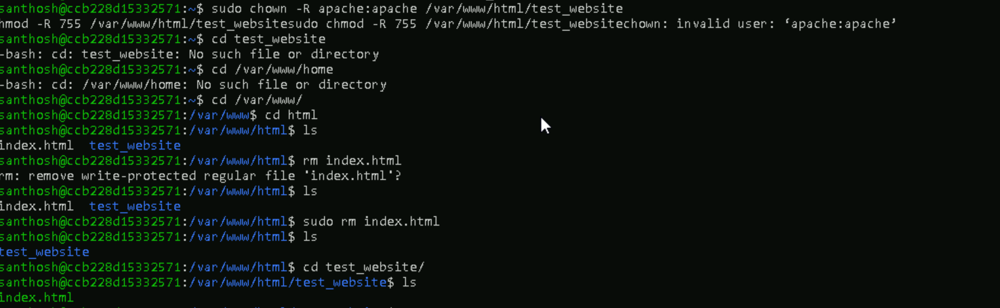 santhosh@ccb228d15332571:~$ sudo chown -R apache:apache /var/www/html/test_website
hmod -R 755 /var/www/html/test_websitesudo chmod -R 755 /var/www/html/test_websitechown: invalid user: ‘apache:apache’
santhosh@ccb228d15332571:~$ cd test_website
-bash: cd: test_website: No such file or directory
santhosh@ccb228d15332571:~$ cd /var/www/home
-bash: cd: /var/www/home: No such file or directory
santhosh@ccb228d15332571:~$ cd /var/www/
santhosh@ccb228d15332571:/var/www$ cd html
santhosh@ccb228d15332571:/var/www/html$ ls
index.html  test_website
santhosh@ccb228d15332571:/var/www/html$ rm index.html
rm: remove write-protected regular file 'index.html'?
santhosh@ccb228d15332571:/var/www/html$ ls
index.html  test_website
santhosh@ccb228d15332571:/var/www/html$ sudo rm index.html
santhosh@ccb228d15332571:/var/www/html$ ls
test_website
santhosh@ccb228d15332571:/var/www/html$ cd test_website/
santhosh@ccb228d15332571:/var/www/html/test_website$ ls
index.html